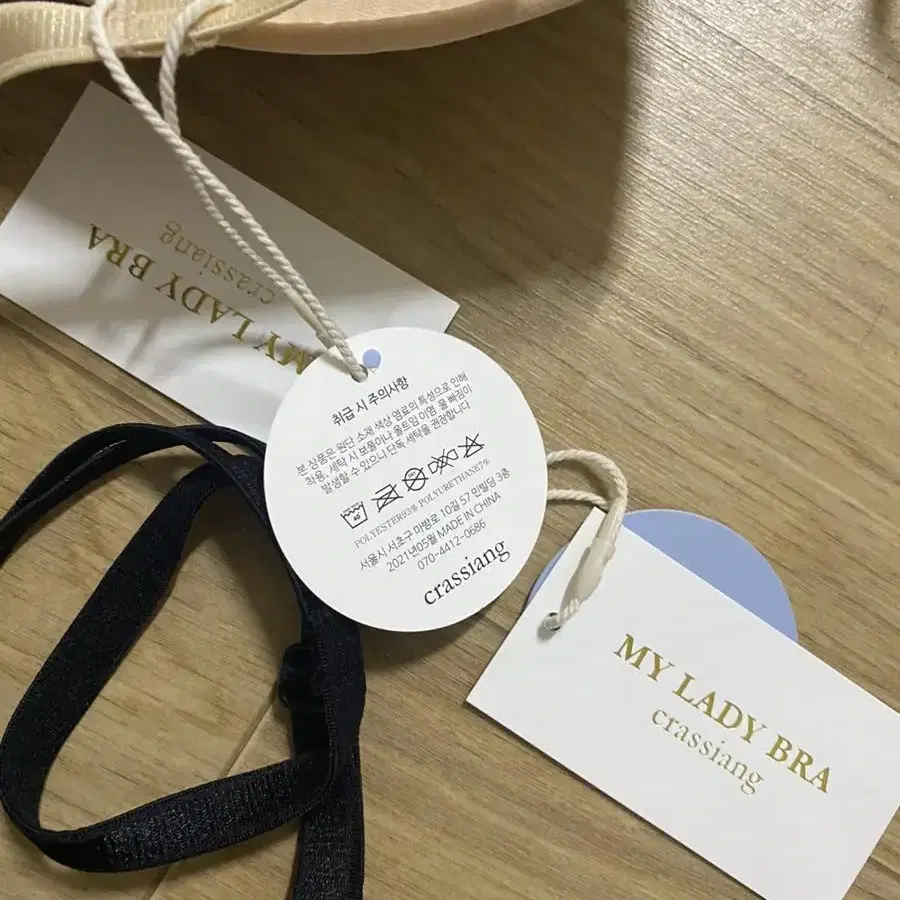 MY LADY BRA
crassiang
취급 시 주의사항
본 상품은 원단 소재 색상 염료의 특성으로 인해
착용, 세탁 시 보풀이나 올트임 이염 물 빠짐이
발생할 수 있으니 단독 세탁을 권장합니다
40
POLYESTER93% POLYURETHANE7%
서울시 서초구 마방로 10길 57 민빌딩 3층
2021년05월 MADE IN CHINA
070-4412-0686
crassiang
MY LADY BRA
crassiang